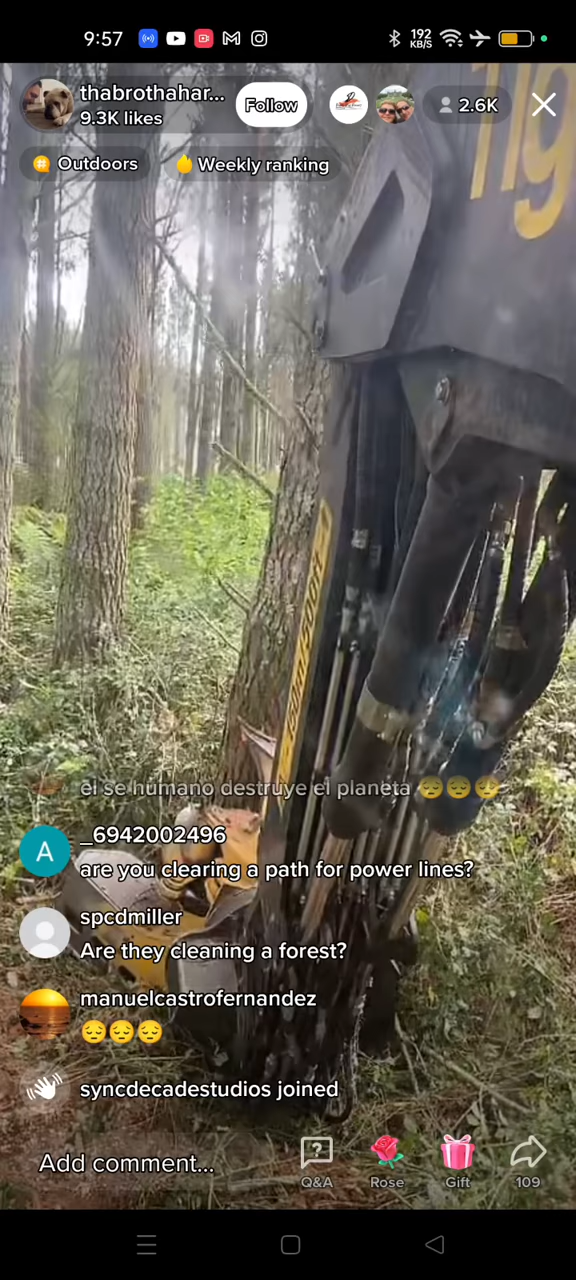 9:57
192
KB/S
thabrothahar...
9.3K likes
Follow
2.6K
Outdoors
Weekly ranking
el se humano destruye el planeta 😔😔😔
A
_6942002496
are you clearing a path for power lines?
spcdmiller
Are they cleaning a forest?
manuelcastrofernandez
😔😔😔
syncdecadestudios joined
Add comment...
Q&A
Rose
Gift
109